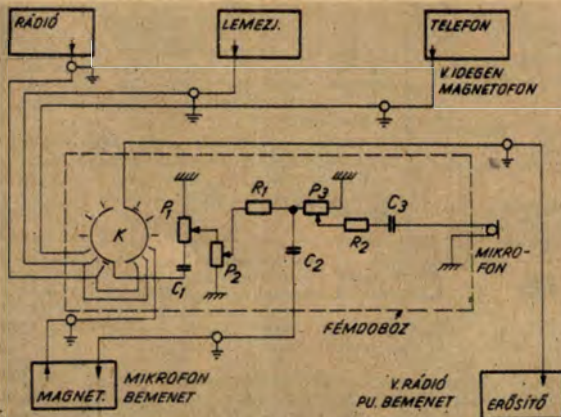 RÁDIÓ
LEMEZJ.
TELEFON
V. IDEGEN
MAGNETOFON
P1
R1
P3
C3
K
P2
R2
C2
C1
MIKRO-
FON
FÉMDOBOZ
MAGNET.
MIKROFON
BEMENET
V. RÁDIÓ
PU. BEMENET
ERŐSÍTŐ